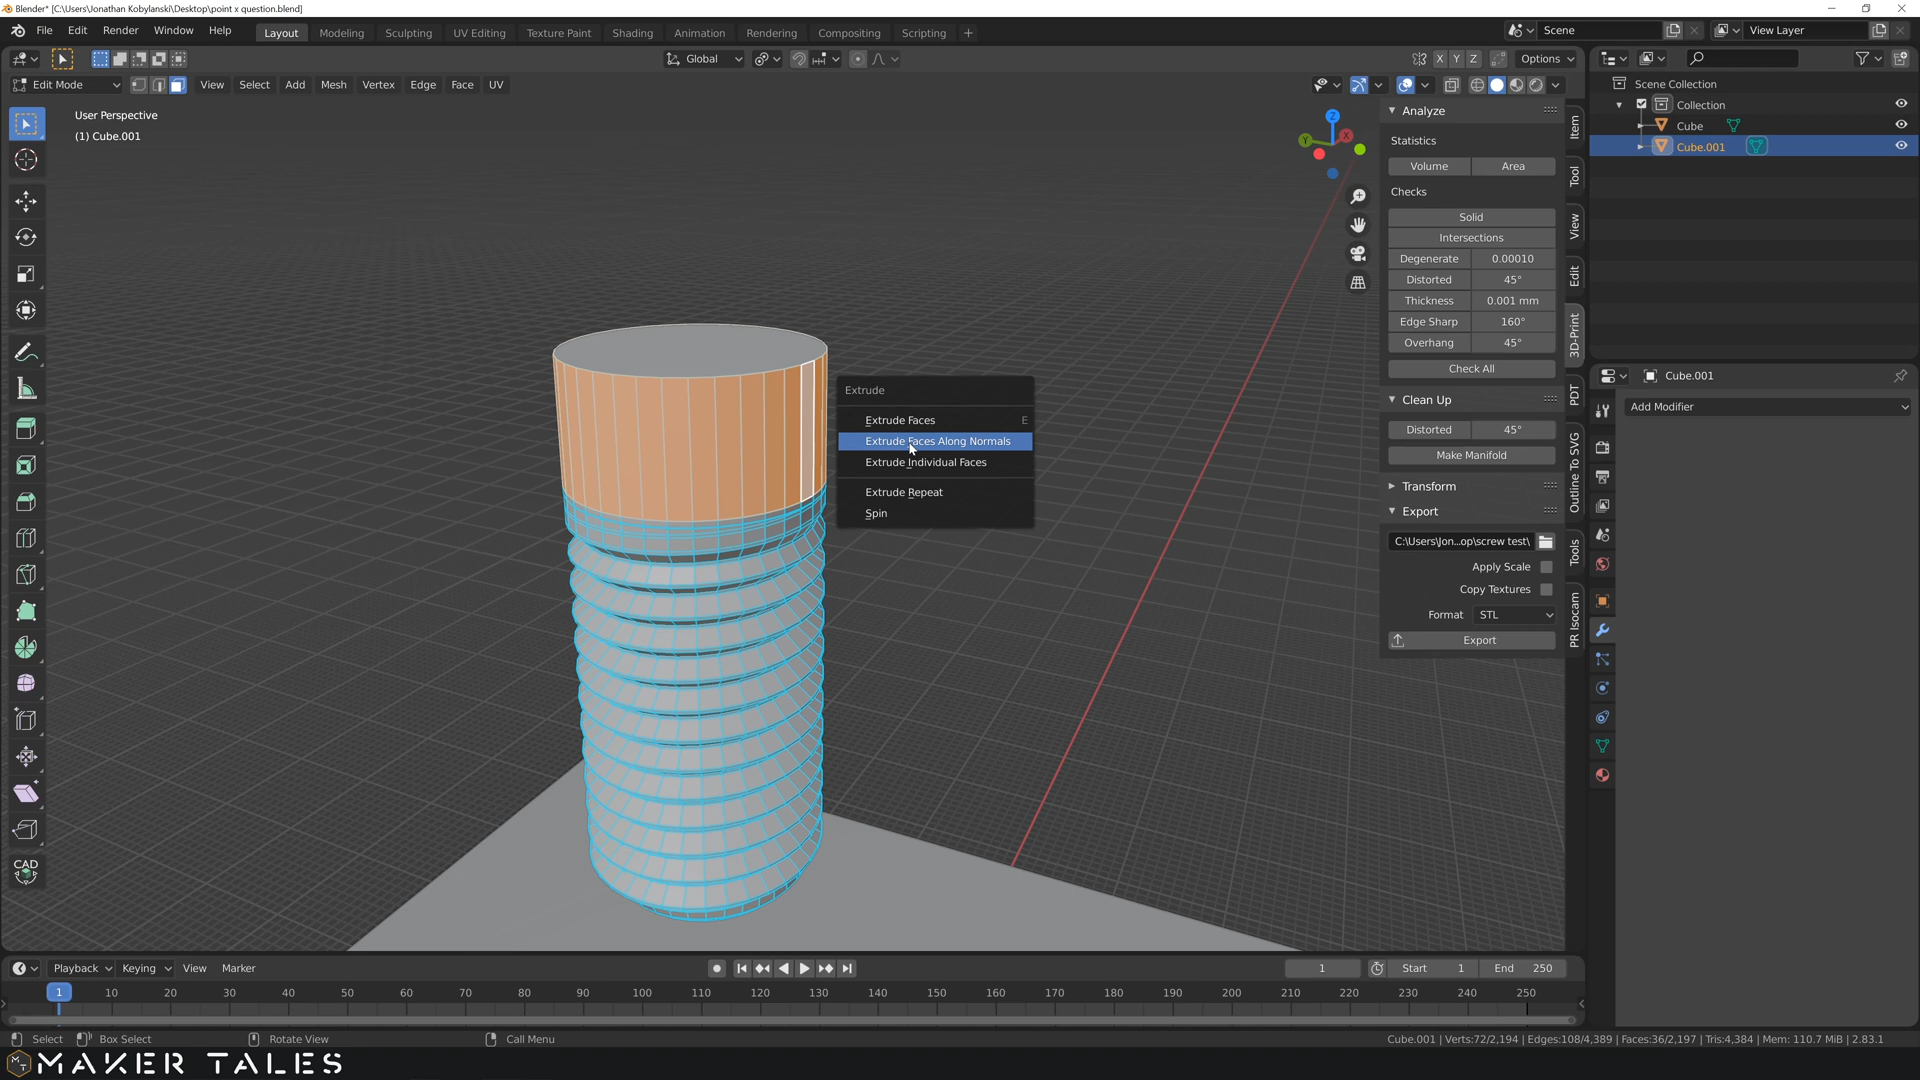 Blender* [C:\Users\Jonathan Kobylanski\Desktop\point x question.blend]
File Edit Render Window Help Layout Modeling Sculpting UV Editing Texture Paint Shading Animation Rendering Compositing Scripting + Scene View Layer
Global X Y Z Options
Edit Mode View Select Add Mesh Vertex Edge Face UV
User Perspective
(1) Cube.001
Z
X
Y
Analyze
Statistics
Volume Area
Checks
Solid
Intersections
Degenerate 0.00010
Distorted 45°
Thickness 0.001 mm
Edge Sharp 160°
Overhang 45°
Check All
Clean Up
Distorted 45°
Make Manifold
Transform
Export
C:\Users\Jon...op\screw test\
Apply Scale
Copy Textures
Format STL
Export
Item
Tool
View
Edit
3D-Print
PDT
Outline To SVG
Tools
PR Isocam
Scene Collection
Collection
Cube
Cube.001
Cube.001
Add Modifier
Extrude
Extrude Faces E
Extrude Faces Along Normals
Extrude Individual Faces
Extrude Repeat
Spin
CAD
Playback Keying View Marker 1 Start 1 End 250
1 10 20 30 40 50 60 70 80 90 100 110 120 130 140 150 160 170 180 190 200 210 220 230 240 250
Select Box Select Rotate View Call Menu Cube.001 | Verts:72/2,194 | Edges:108/4,389 | Faces:36/2,197 | Tris:4,384 | Mem: 110.7 MiB | 2.83.1
MAKER TALES